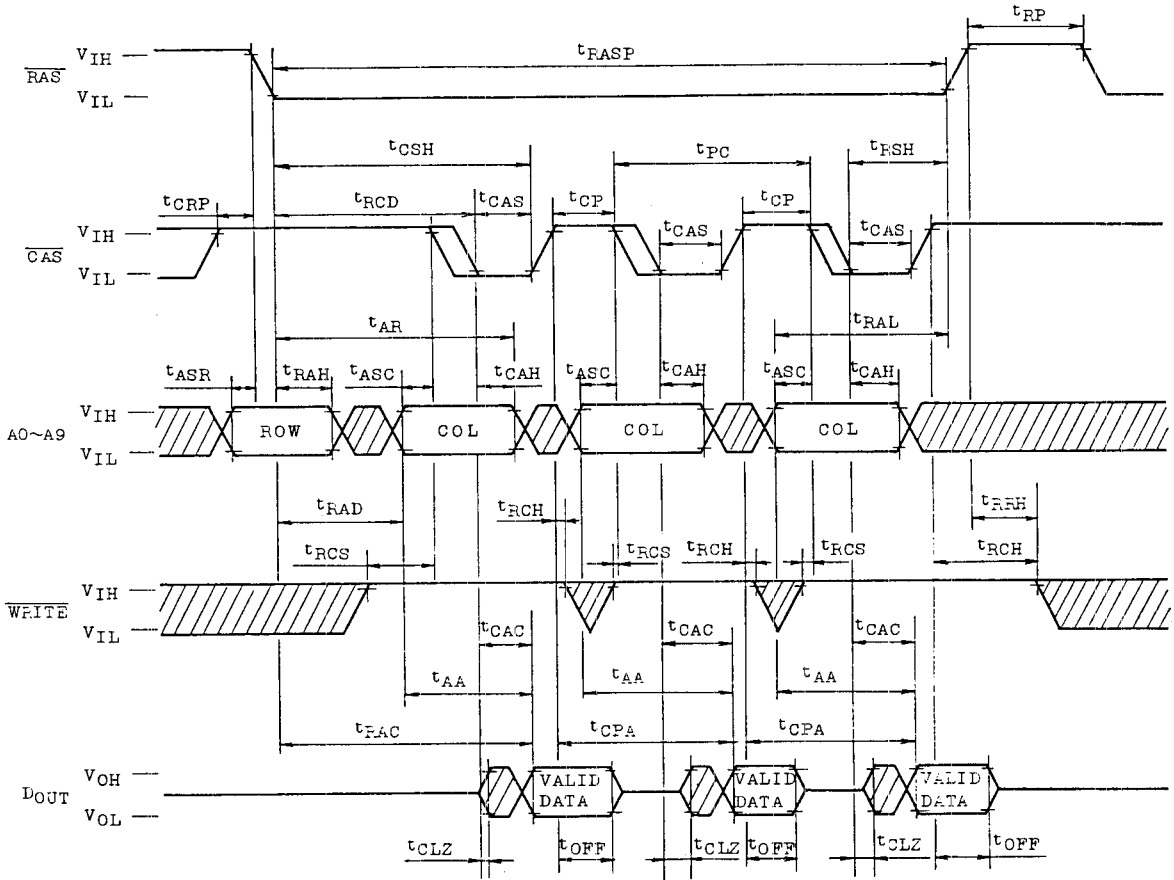 tRP
VIH
tRASP
RAS
VIL
tCSH tPC tRSH
tCRP tRCD tCAS tCP tCP
VIH tCAS tCAS
CAS
VIL
tAR tRAL
tASR tRAH tASC tCAH tASC tCAH tASC tCAH
VIH
A0~A9 ROW COL COL COL
VIL
tRAD tRCH tRRH
tRCS tRCS tRCH tRCS tRCH
VIH
WRITE
VIL
tCAC tCAC tCAC
tAA tAA tAA
tRAC tCPA tCPA
VOH VALID VALID VALID
DOUT DATA DATA DATA
VOL
tCLZ tOFF tCLZ tOFF tCLZ tOFF